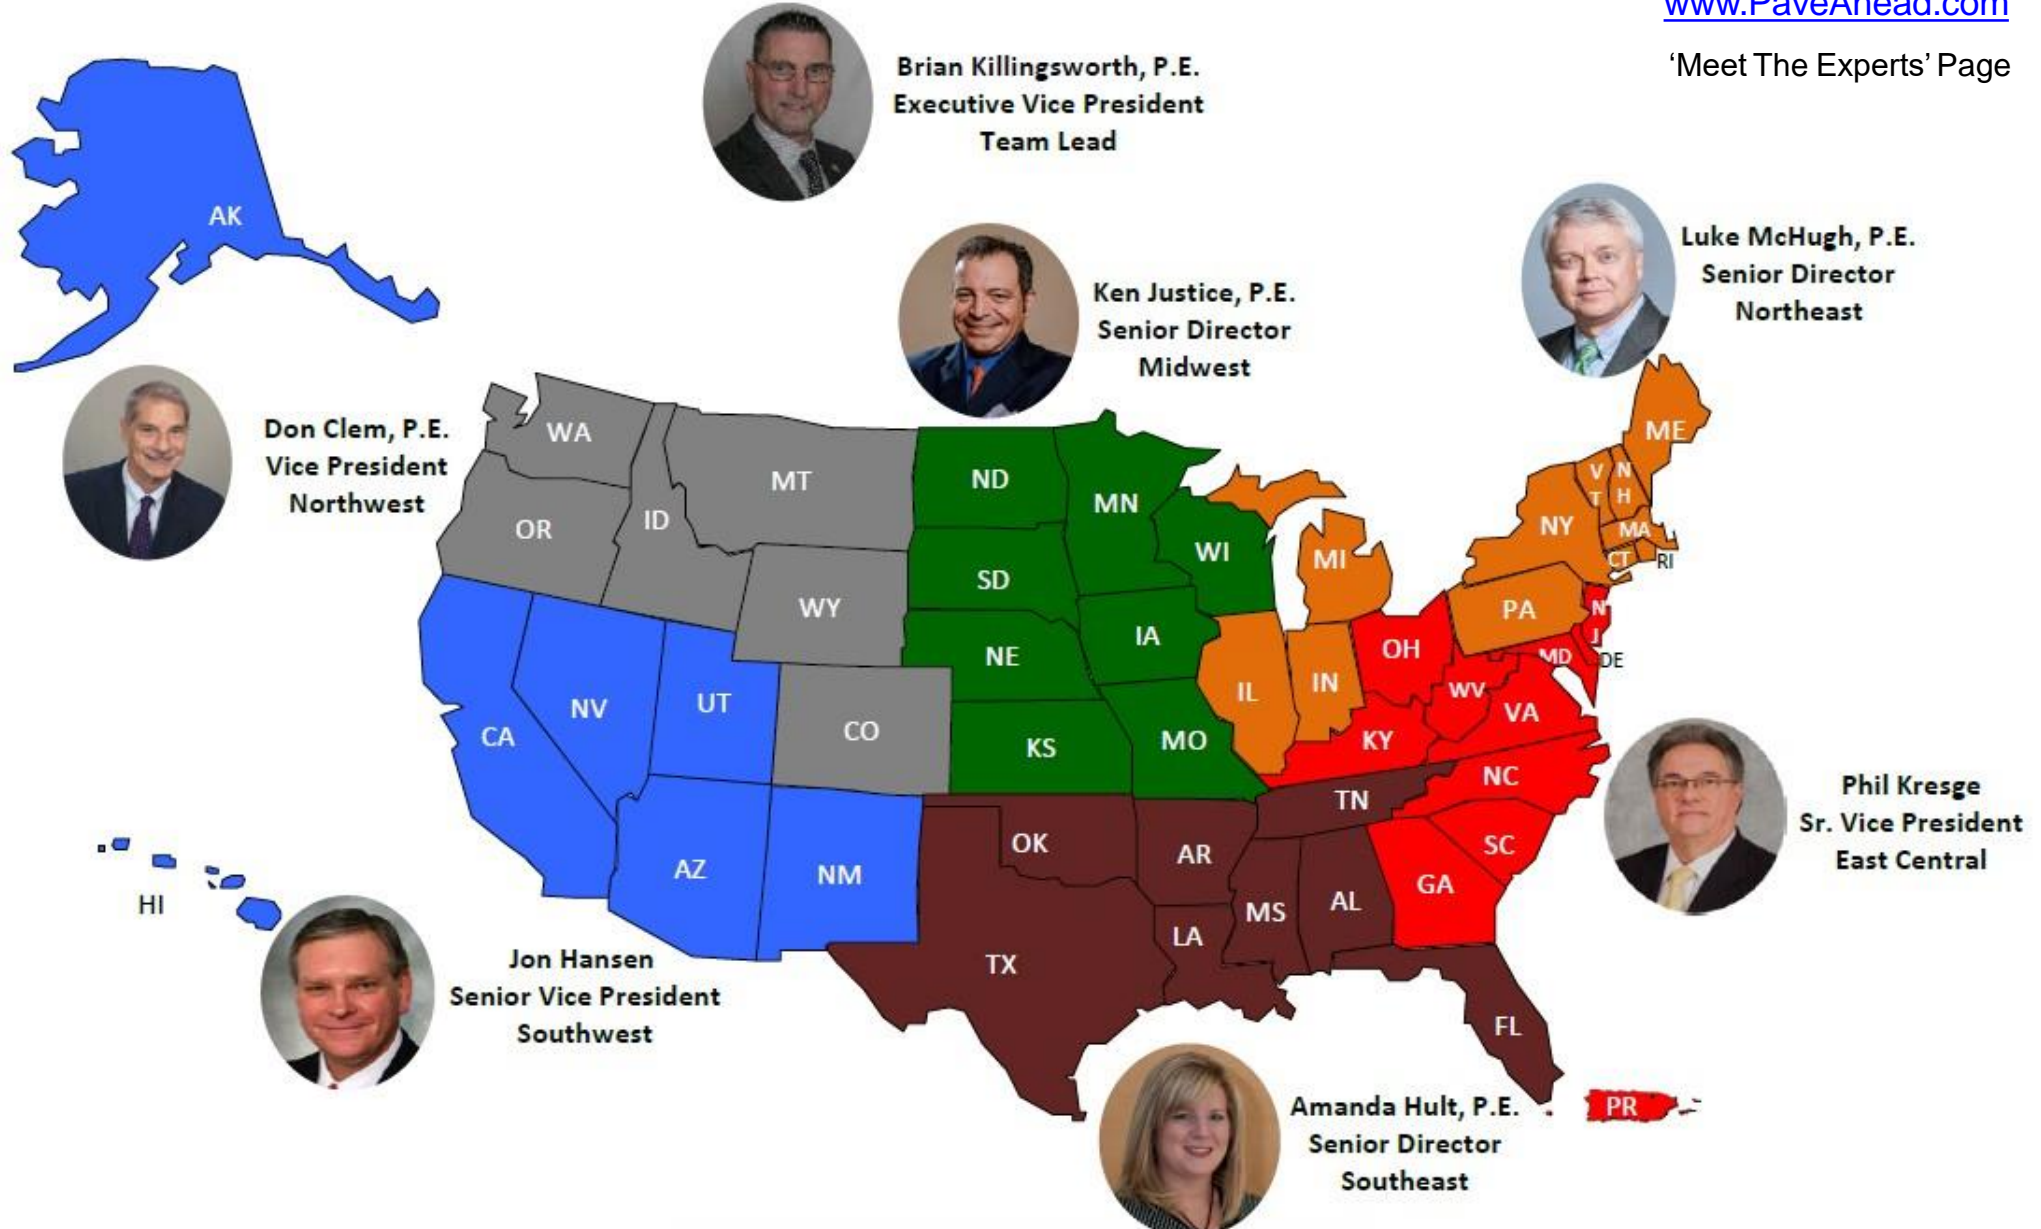 www.PaveAhead.com
‘Meet The Experts’ Page
Brian Killingsworth, P.E.
Executive Vice President
Team Lead
Luke McHugh, P.E.
Senior Director
Northeast
Ken Justice, P.E.
Senior Director
Midwest
Don Clem, P.E.
Vice President
Northwest
Phil Kresge
Sr. Vice President
East Central
Jon Hansen
Senior Vice President
Southwest
Amanda Hult, P.E.
Senior Director
Southeast
AK
WA
MT
ND
MN
ME
VT
NH
OR
ID
NY
MA
WI
MI
CT
RI
SD
WY
PA
NJ
IA
NE
OH
MD
DE
NV
UT
IL
IN
WV
VA
CA
CO
KS
MO
KY
NC
TN
OK
AR
SC
AZ
NM
GA
HI
MS
AL
LA
TX
FL
PR